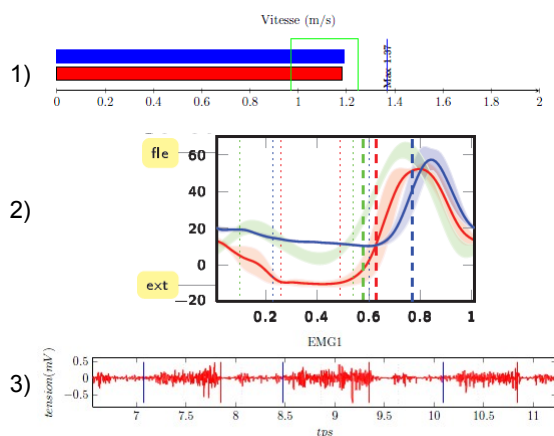 Vitesse (m/s)
1)
Max 1.37
0 0.2 0.4 0.6 0.8 1 1.2 1.4 1.6 1.8 2
2)
fle
60
40
20
0
ext
−20
0.2 0.4 0.6 0.8 1
EMG1
3)
tension(mV)
0.5
0
−0.5
7 7.5 8 8.5 9 9.5 10 10.5 11
tps